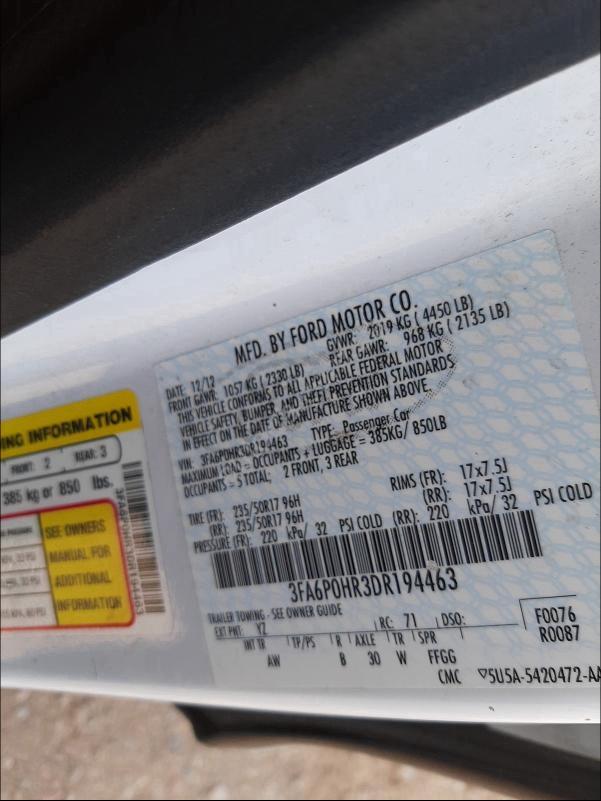 MFD. BY FORD MOTOR CO.
DATE: 12/12 GVWR: 2019 KG ( 4450 LB)
FRONT GAWR: 1057 KG ( 2330 LB) REAR GAWR: 968 KG ( 2135 LB)
THIS VEHICLE CONFORMS TO ALL APPLICABLE FEDERAL MOTOR
VEHICLE SAFETY, BUMPER, AND THEFT PREVENTION STANDARDS
IN EFFECT ON THE DATE OF MANUFACTURE SHOWN ABOVE.
VIN: 3FA6P0HR3DR194463 TYPE: Passenger Car
MAXIMUM LOAD = OCCUPANTS + LUGGAGE = 385KG/ 850LB
OCCUPANTS = 5 TOTAL: 2 FRONT, 3 REAR
TIRE (FR): 235/50R17 96H RIMS (FR): 17x7.5J
(RR): 235/50R17 96H (RR): 17x7.5J
PRESSURE (FR): 220 kPa/ 32 PSI COLD (RR): 220 kPa/ 32 PSI COLD
3FA6P0HR3DR194463
TRAILER TOWING - SEE OWNER GUIDE
EXT PNT: YZ RC: 71 DSO: F0076
INT TR TP/PS R AXLE TR SPR R0087
AW B 30 W FFGG
CMC 5U5A-5420472-AA
ING INFORMATION
FRONT: 2 REAR: 3
385 kg or 850 lbs.
SEE OWNERS
MANUAL FOR
ADDITIONAL
INFORMATION
3FA6P0HR3DR194463